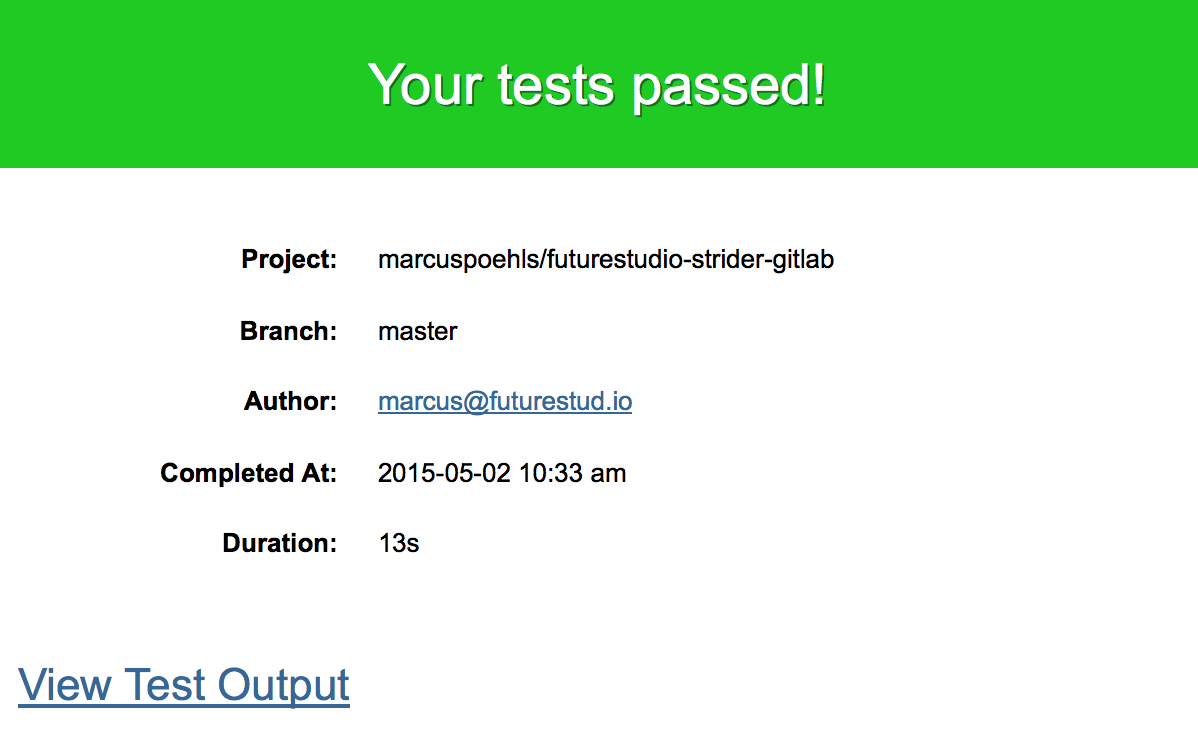 Your tests passed!
Project: marcuspoehls/futurestudio-strider-gitlab
Branch: master
Author: marcus@futurestud.io
Completed At: 2015-05-02 10:33 am
Duration: 13s
View Test Output